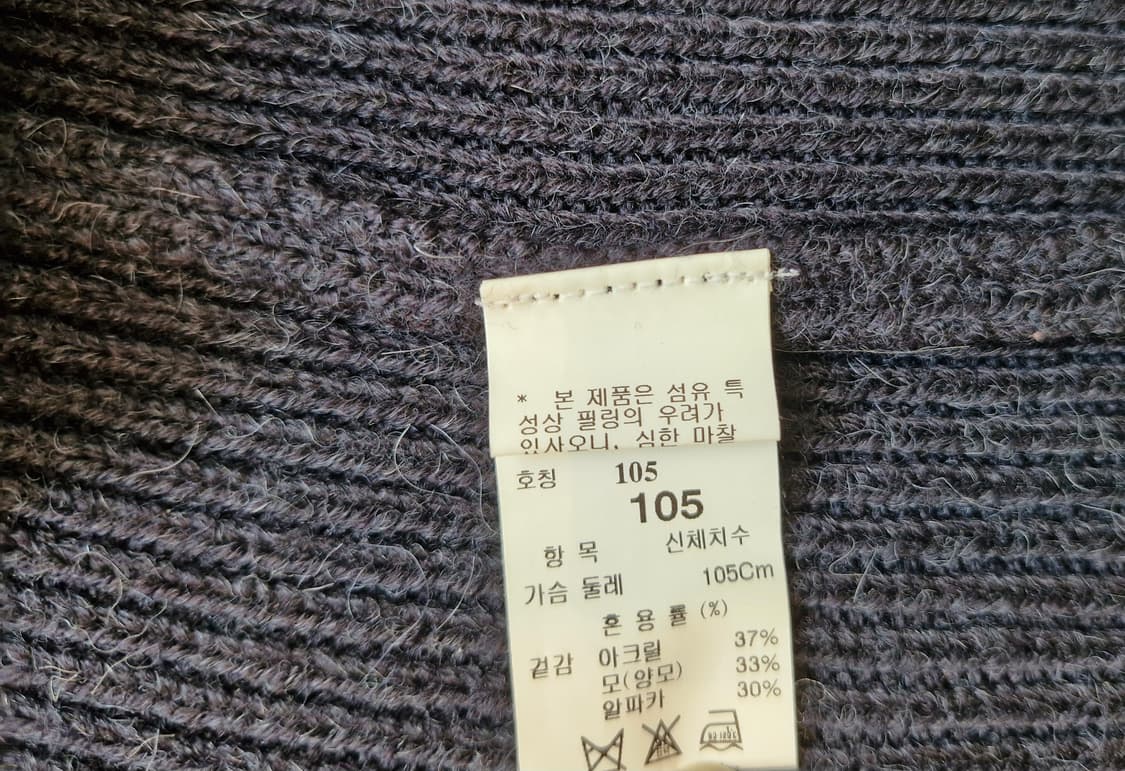 * 본 제품은 섬유 특
성상 필링의 우려가
있사오니, 심한 마찰
호칭 105
105
항 목 신체치수
가슴 둘레 105Cm
혼 용 률 (%)
겉감 아크릴 37%
모(양모) 33%
알파카 30%